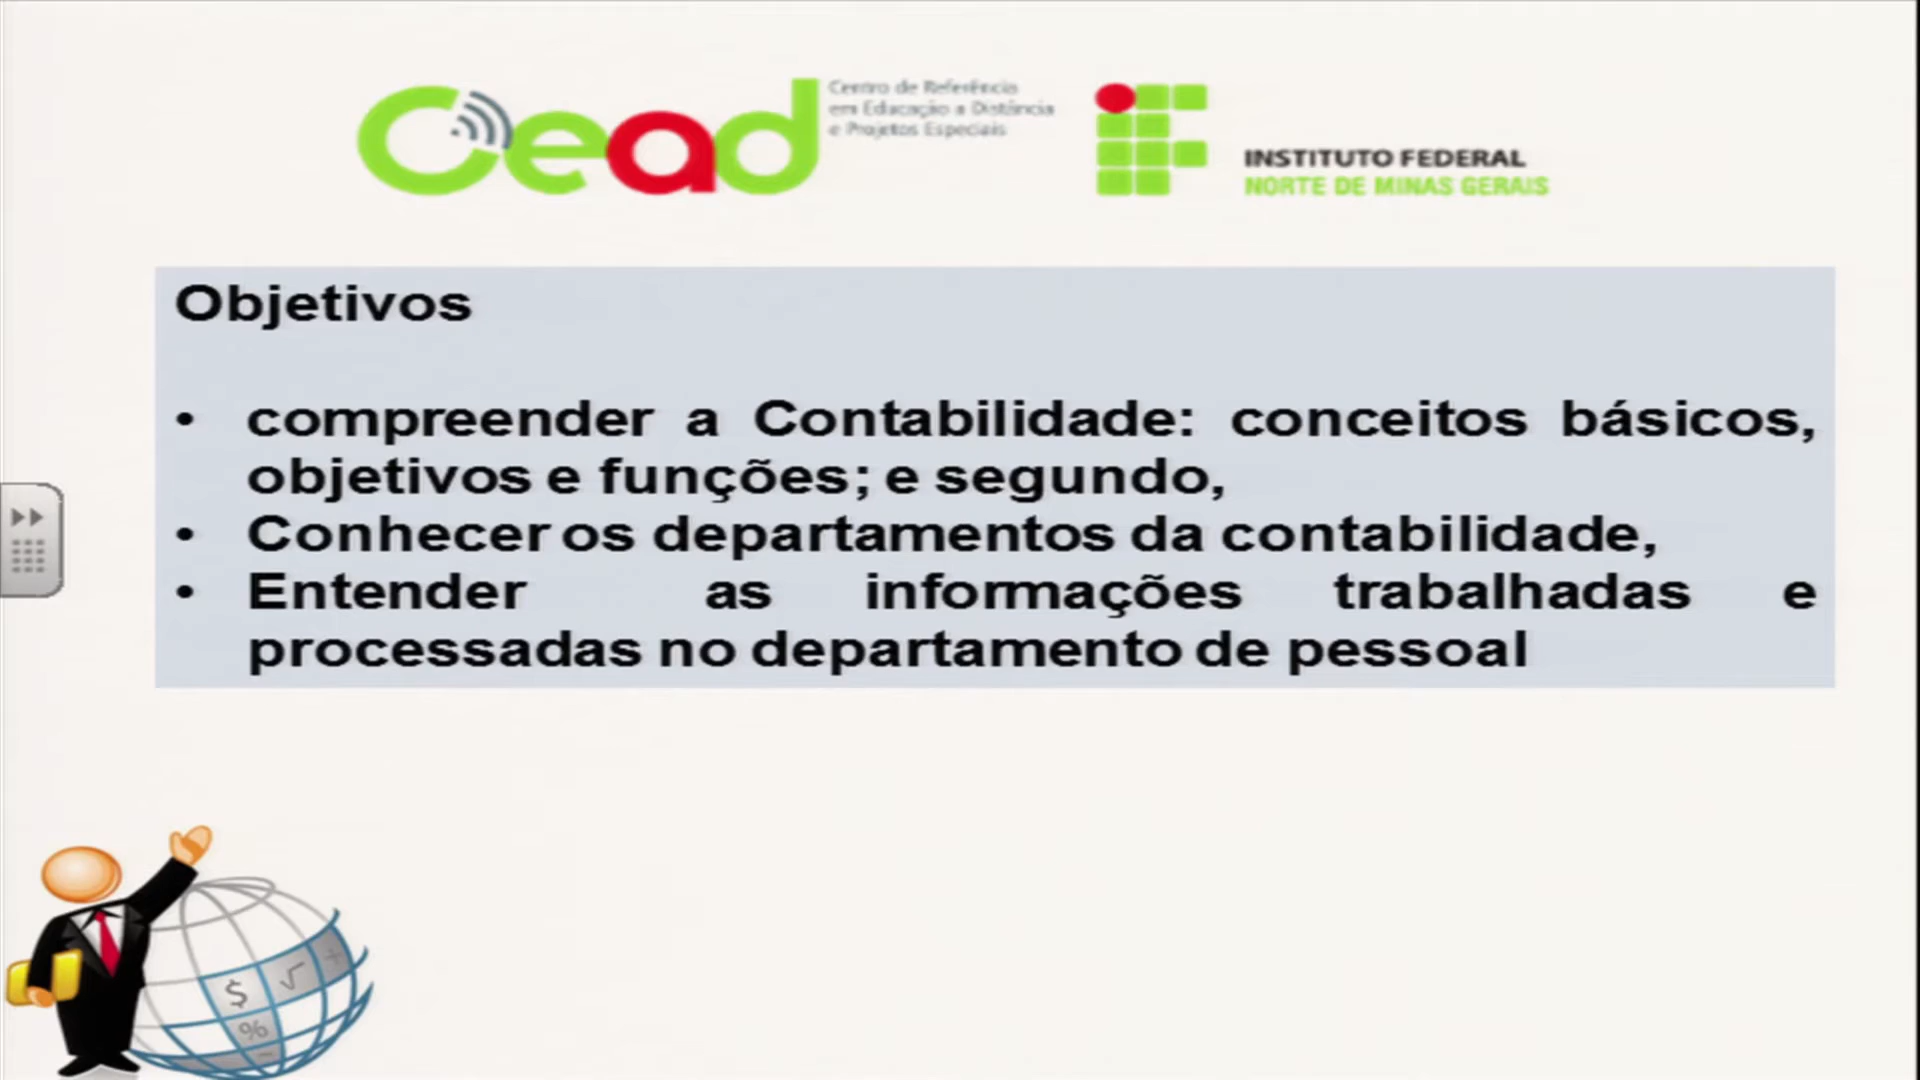 Cead
Centro de Referência
em Educação a Distância
e Projetos Especiais
INSTITUTO FEDERAL
NORTE DE MINAS GERAIS
Objetivos
• compreender a Contabilidade: conceitos básicos,
objetivos e funções; e segundo,
• Conhecer os departamentos da contabilidade,
• Entender as informações trabalhadas e
processadas no departamento de pessoal
$ √ +
%
−